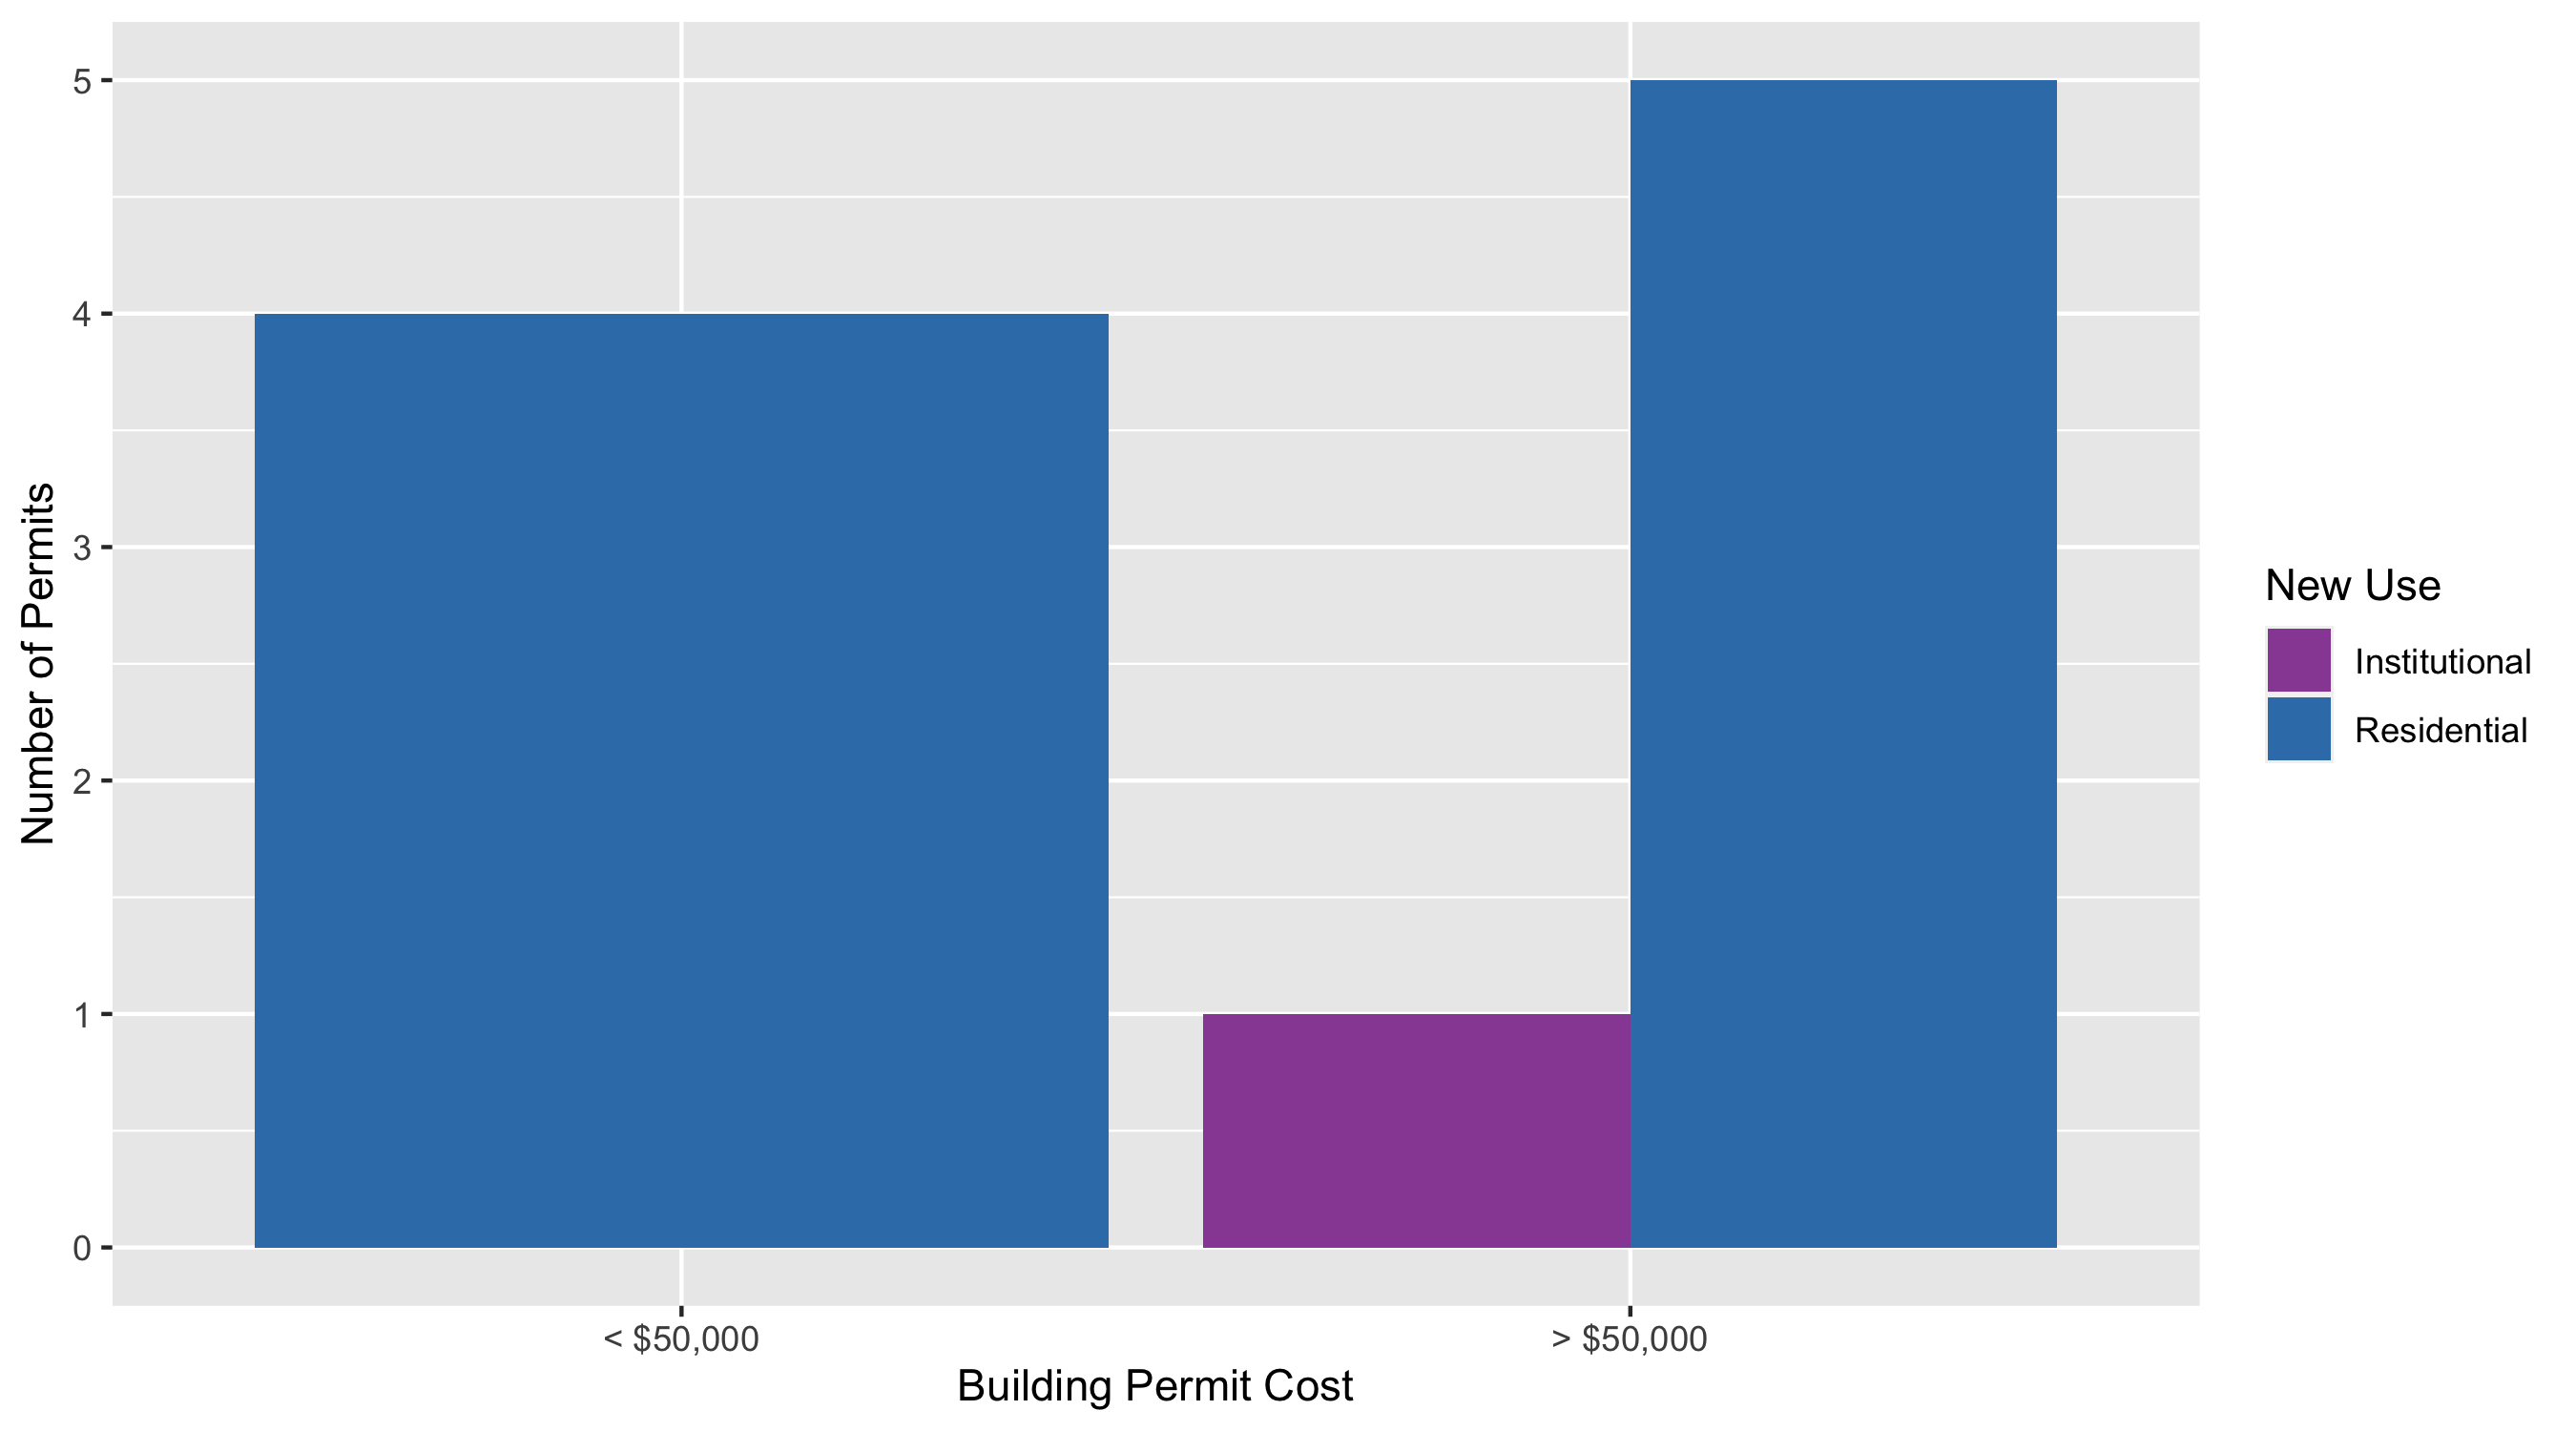 5
4
3
2
1
0
Number of Permits
< $50,000
> $50,000
Building Permit Cost
New Use
Institutional
Residential